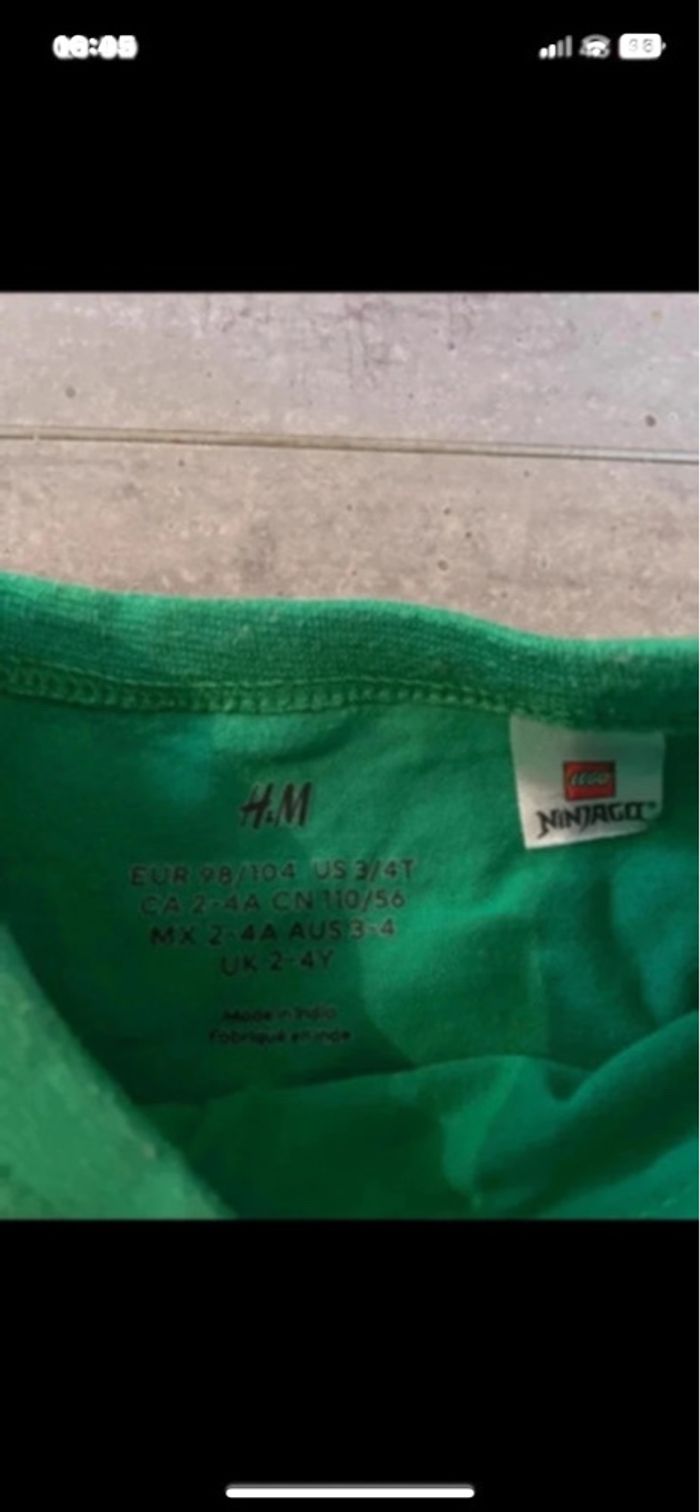 H&M
LEGO
NINJAGO
EUR 98/104 US 3/4T
CA 2-4A CN 110/56
MX 2-4A AUS 3-4
UK 2-4Y
Made in India
Fabriqué en Inde